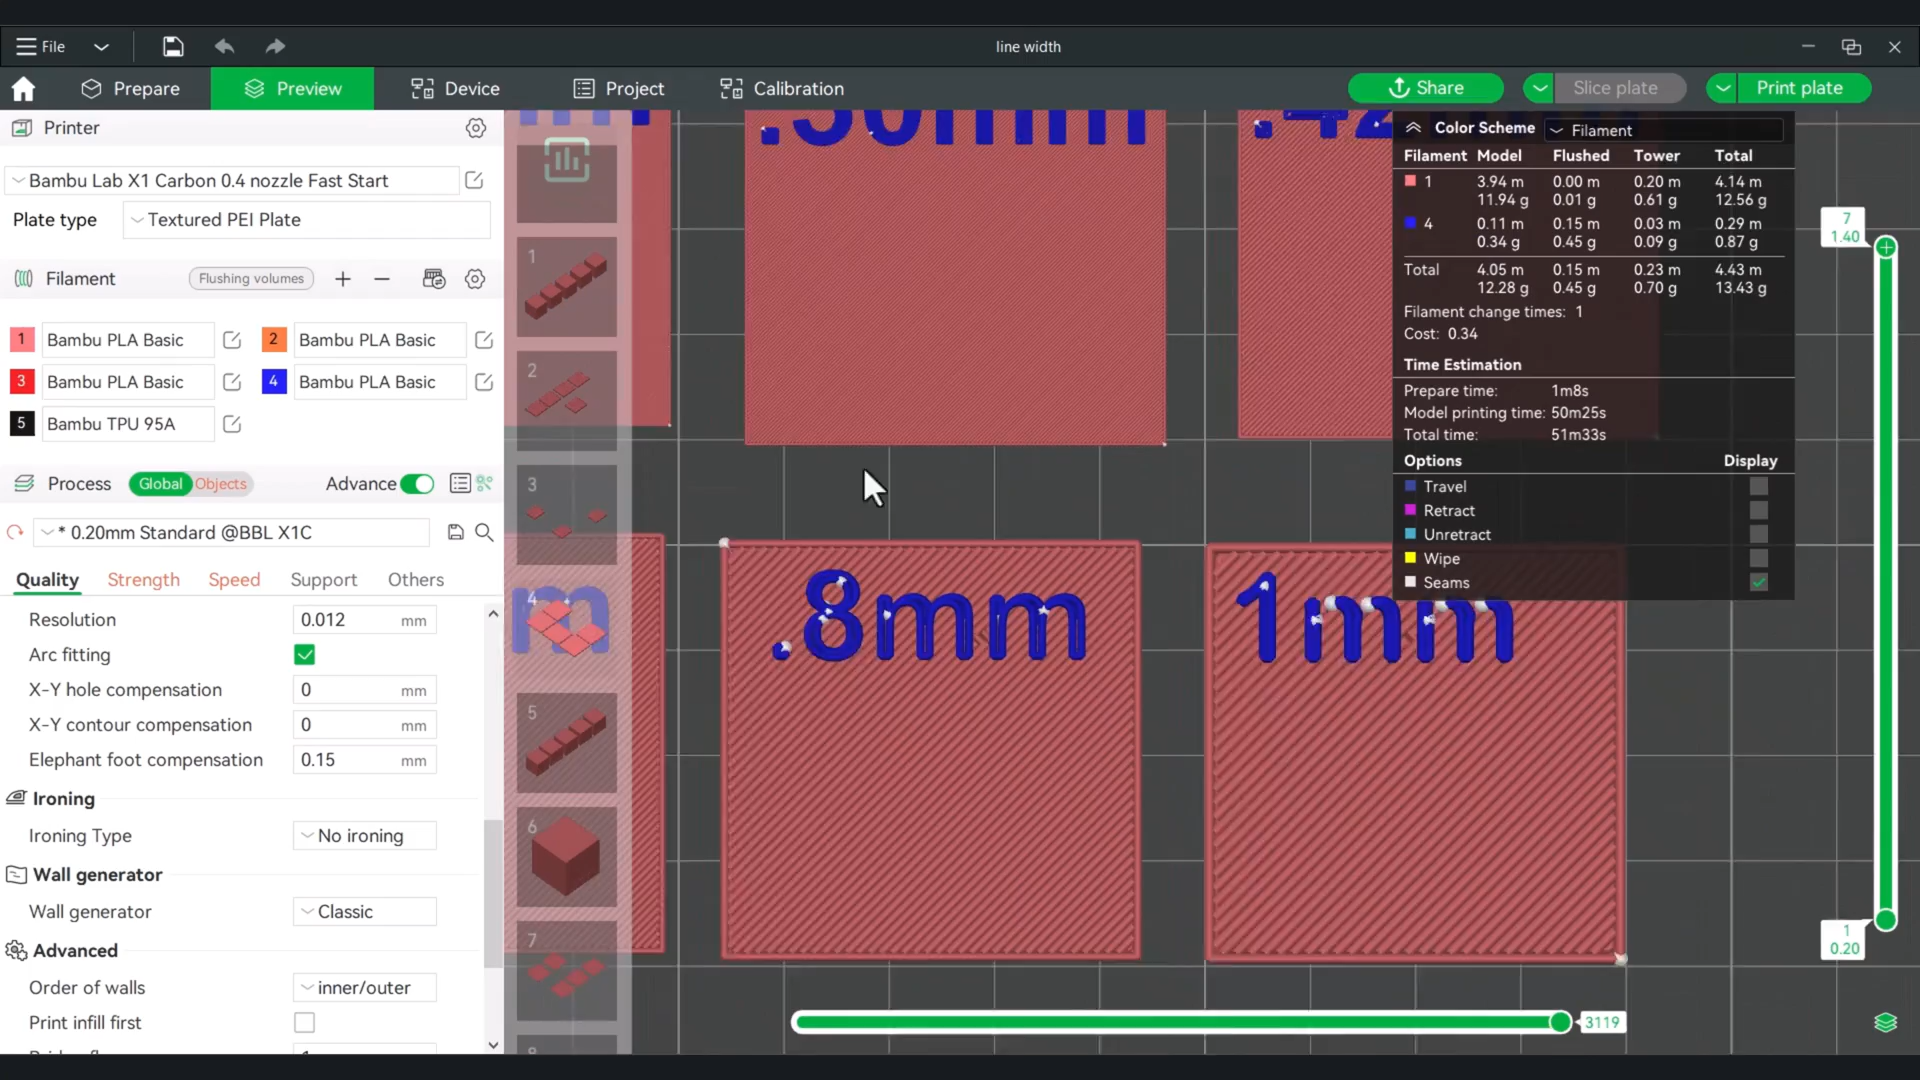 File
line width
Prepare
Preview
Device
Project
Calibration
Share
Slice plate
Print plate
Printer
Bambu Lab X1 Carbon 0.4 nozzle Fast Start
Plate type
Textured PEI Plate
Filament
Flushing volumes
1 Bambu PLA Basic
2 Bambu PLA Basic
3 Bambu PLA Basic
4 Bambu PLA Basic
5 Bambu TPU 95A
Process
Global
Objects
Advance
* 0.20mm Standard @BBL X1C
Quality
Strength
Speed
Support
Others
Resolution 0.012 mm
Arc fitting
X-Y hole compensation 0 mm
X-Y contour compensation 0 mm
Elephant foot compensation 0.15 mm
Ironing
Ironing Type No ironing
Wall generator
Wall generator Classic
Advanced
Order of walls inner/outer
Print infill first
1
2
3
4
5
6
7
.8mm
1mm
Color Scheme Filament
Filament Model Flushed Tower Total
1 3.94 m 0.00 m 0.20 m 4.14 m
11.94 g 0.01 g 0.61 g 12.56 g
4 0.11 m 0.15 m 0.03 m 0.29 m
0.34 g 0.45 g 0.09 g 0.87 g
Total 4.05 m 0.15 m 0.23 m 4.43 m
12.28 g 0.45 g 0.70 g 13.43 g
Filament change times: 1
Cost: 0.34
Time Estimation
Prepare time: 1m8s
Model printing time: 50m25s
Total time: 51m33s
Options Display
Travel
Retract
Unretract
Wipe
Seams
7
1.40
1
0.20
3119